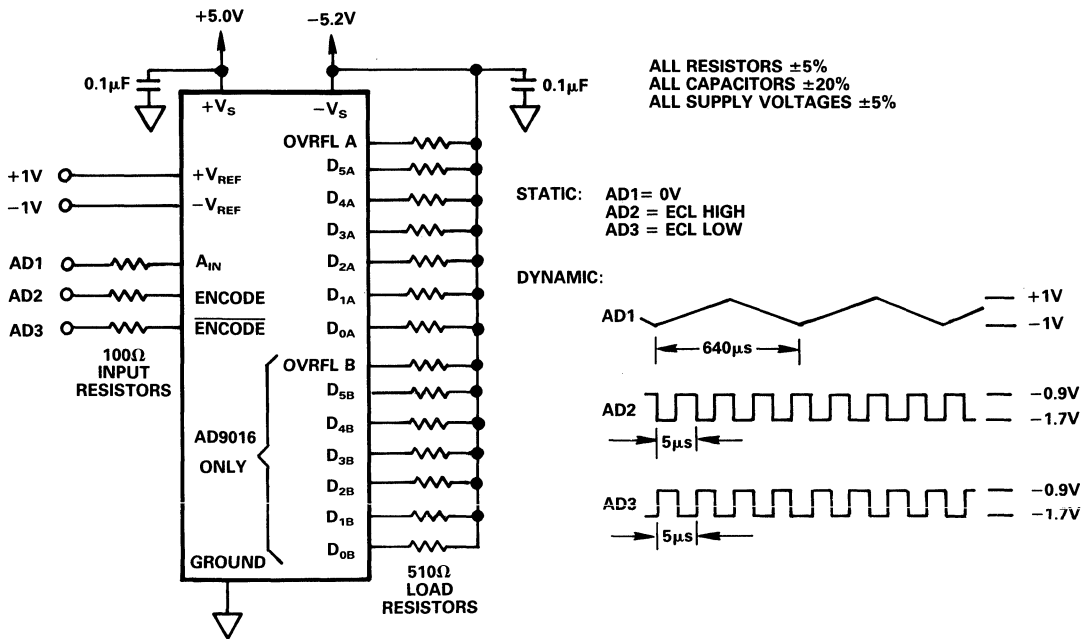 +5.0V
−5.2V
0.1µF
0.1µF
+VS
−VS
ALL RESISTORS ±5%
ALL CAPACITORS ±20%
ALL SUPPLY VOLTAGES ±5%
OVRFL A
D5A
+1V
+VREF
D4A
−1V
−VREF
D3A
STATIC: AD1= 0V
AD2 = ECL HIGH
AD3 = ECL LOW
AD1
AIN
D2A
AD2
ENCODE
D1A
AD3
ENCODE
D0A
100Ω
INPUT
RESISTORS
DYNAMIC:
AD1
+1V
−1V
640µs
OVRFL B
D5B
D4B
AD9016
ONLY
D3B
D2B
D1B
D0B
GROUND
510Ω
LOAD
RESISTORS
AD2
−0.9V
−1.7V
5µs
AD3
−0.9V
−1.7V
5µs